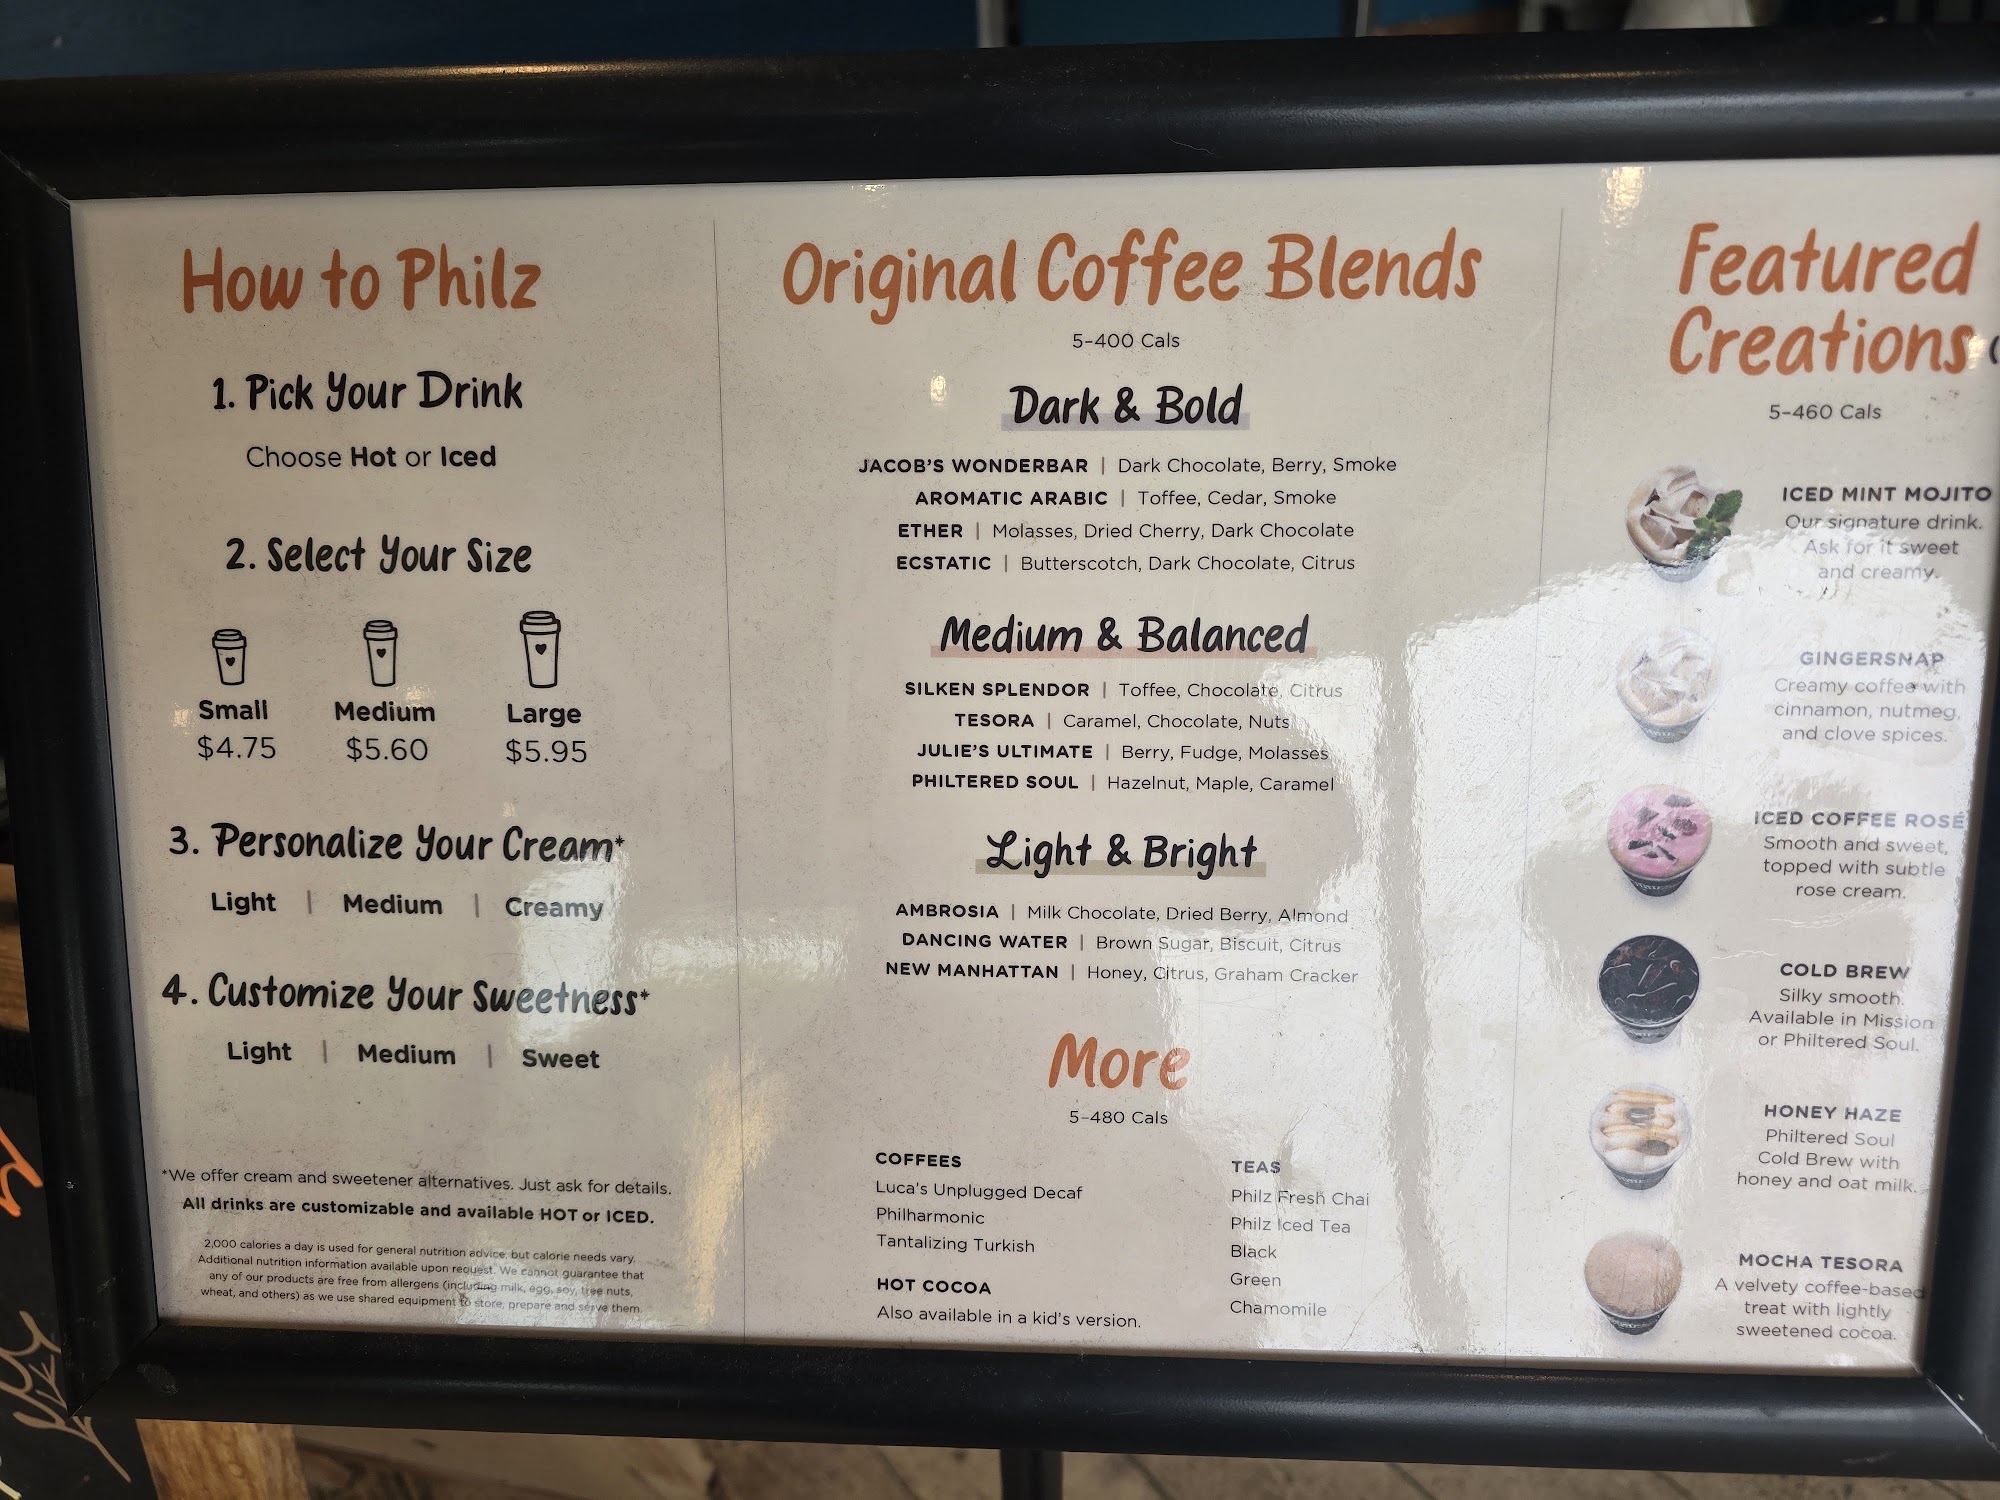 How to Philz
1. Pick Your Drink
Choose Hot or Iced
2. Select Your Size
Small Medium Large
$4.75 $5.60 $5.95
3. Personalize Your Cream*
Light | Medium | Creamy
4. Customize Your Sweetness*
Light | Medium | Sweet
*We offer cream and sweetener alternatives. Just ask for details.
All drinks are customizable and available HOT or ICED.
2,000 calories a day is used for general nutrition advice, but calorie needs vary.
Additional nutrition information available upon request. We cannot guarantee that
any of our products are free from allergens (including milk, egg, soy, tree nuts,
wheat, and others) as we use shared equipment to store, prepare and serve them.
Original Coffee Blends
5-400 Cals
Dark & Bold
JACOB'S WONDERBAR | Dark Chocolate, Berry, Smoke
AROMATIC ARABIC | Toffee, Cedar, Smoke
ETHER | Molasses, Dried Cherry, Dark Chocolate
ECSTATIC | Butterscotch, Dark Chocolate, Citrus
Medium & Balanced
SILKEN SPLENDOR | Toffee, Chocolate, Citrus
TESORA | Caramel, Chocolate, Nuts
JULIE'S ULTIMATE | Berry, Fudge, Molasses
PHILTERED SOUL | Hazelnut, Maple, Caramel
Light & Bright
AMBROSIA | Milk Chocolate, Dried Berry, Almond
DANCING WATER | Brown Sugar, Biscuit, Citrus
NEW MANHATTAN | Honey, Citrus, Graham Cracker
More
5-480 Cals
COFFEES
Luca's Unplugged Decaf
Philharmonic
Tantalizing Turkish
HOT COCOA
Also available in a kid's version.
TEAS
Philz Fresh Chai
Philz Iced Tea
Black
Green
Chamomile
Featured
Creations
5-460 Cals
ICED MINT MOJITO
Our signature drink.
Ask for it sweet
and creamy.
GINGERSNAP
Creamy coffee with
cinnamon, nutmeg,
and clove spices.
ICED COFFEE ROSÉ
Smooth and sweet,
topped with subtle
rose cream.
COLD BREW
Silky smooth.
Available in Mission
or Philtered Soul.
HONEY HAZE
Philtered Soul
Cold Brew with
honey and oat milk.
MOCHA TESORA
A velvety coffee-based
treat with lightly
sweetened cocoa.